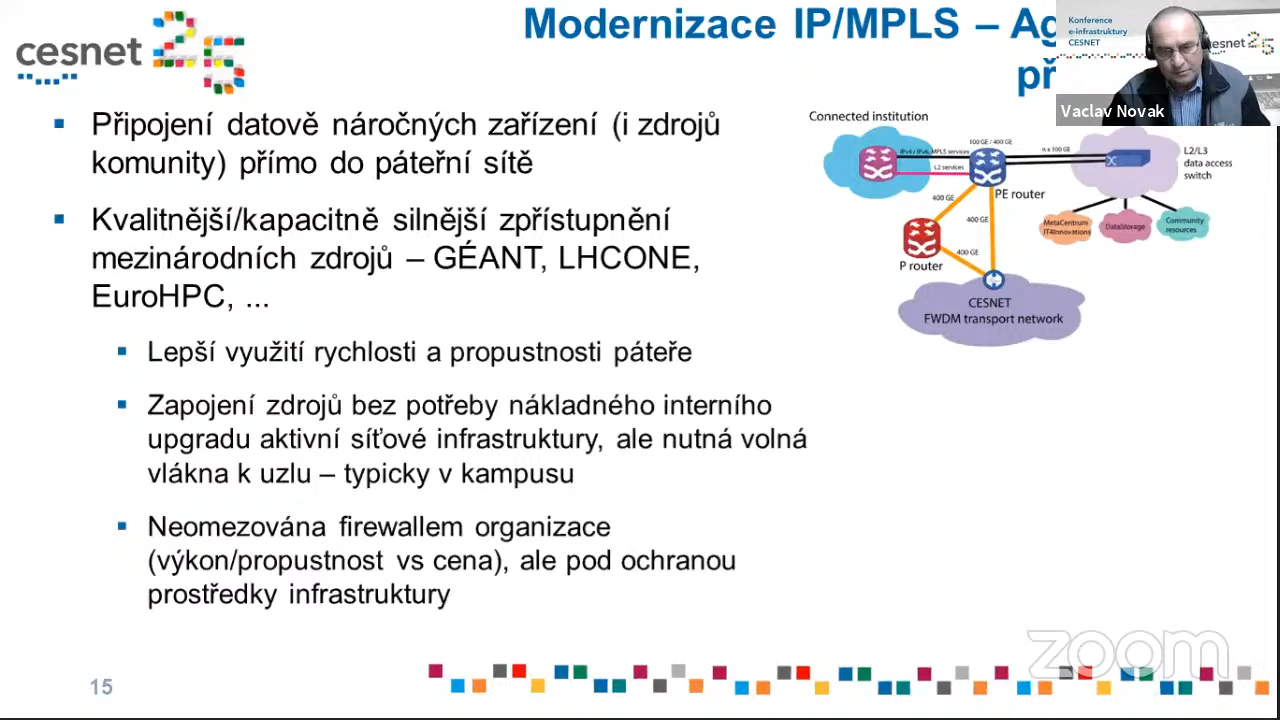 cesnet
Modernizace IP/MPLS – Ag
př
Konference
e-infrastruktury
CESNET
Vaclav Novak
Připojení datově náročných zařízení (i zdrojů
komunity) přímo do páteřní sítě
Kvalitnější/kapacitně silnější zpřístupnění
mezinárodních zdrojů – GÉANT, LHCONE,
EuroHPC, ...
Lepší využití rychlosti a propustnosti páteře
Zapojení zdrojů bez potřeby nákladného interního
upgradu aktivní síťové infrastruktury, ale nutná volná
vlákna k uzlu – typicky v kampusu
Neomezována firewallem organizace
(výkon/propustnost vs cena), ale pod ochranou
prostředky infrastruktury
Connected institution
IPv4 / IPv6, MPLS services
L2 services
100 GE / 400 GE
n x 100 GE
L2/L3
data access
switch
PE router
400 GE
400 GE
400 GE
P router
MetaCentrum
IT4Innovations
DataStorage
Community
resources
CESNET
FWDM transport network
15
zoom